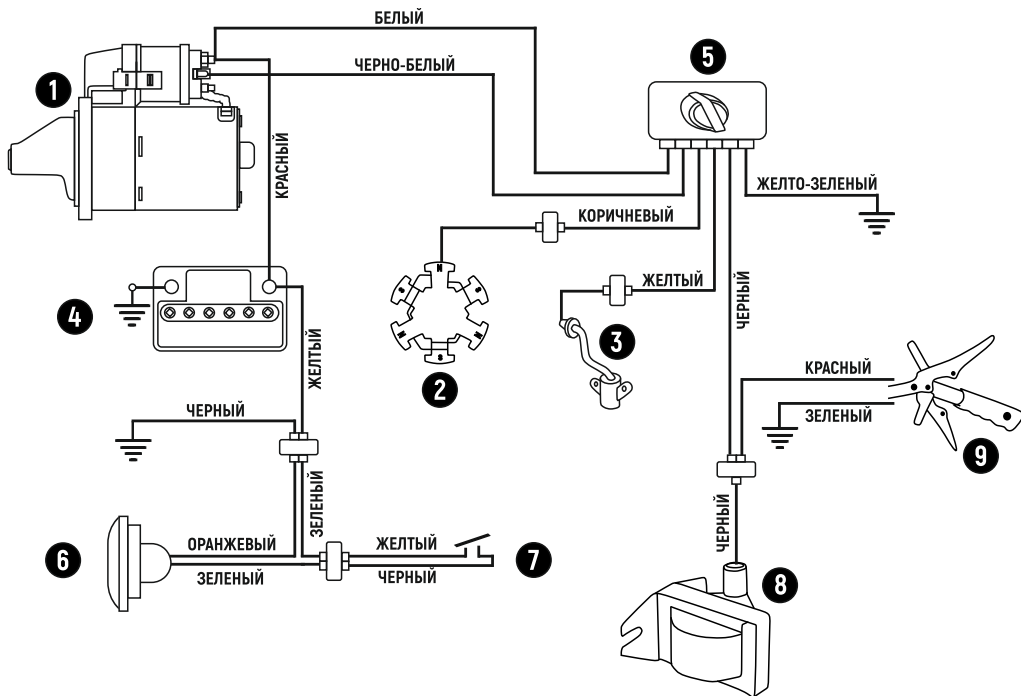 БЕЛЫЙ
5
ЧЕРНО-БЕЛЫЙ
1
КРАСНЫЙ
ЖЕЛТО-ЗЕЛЕНЫЙ
КОРИЧНЕВЫЙ
N
S
S
N
N
S
ЖЕЛТЫЙ
ЧЕРНЫЙ
4
3
ЖЕЛТЫЙ
2
КРАСНЫЙ
ЗЕЛЕНЫЙ
9
ЧЕРНЫЙ
ЗЕЛЕНЫЙ
ЧЕРНЫЙ
6
ОРАНЖЕВЫЙ
ЗЕЛЕНЫЙ
ЖЕЛТЫЙ
ЧЕРНЫЙ
7
8